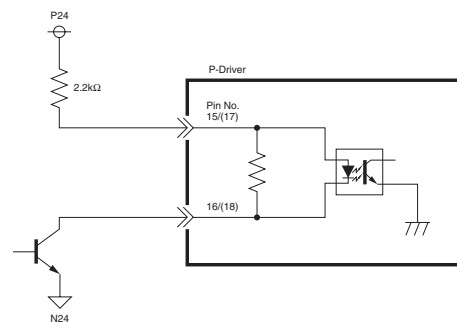 P24
2.2kΩ
P-Driver
Pin No.
15/(17)
16/(18)
N24